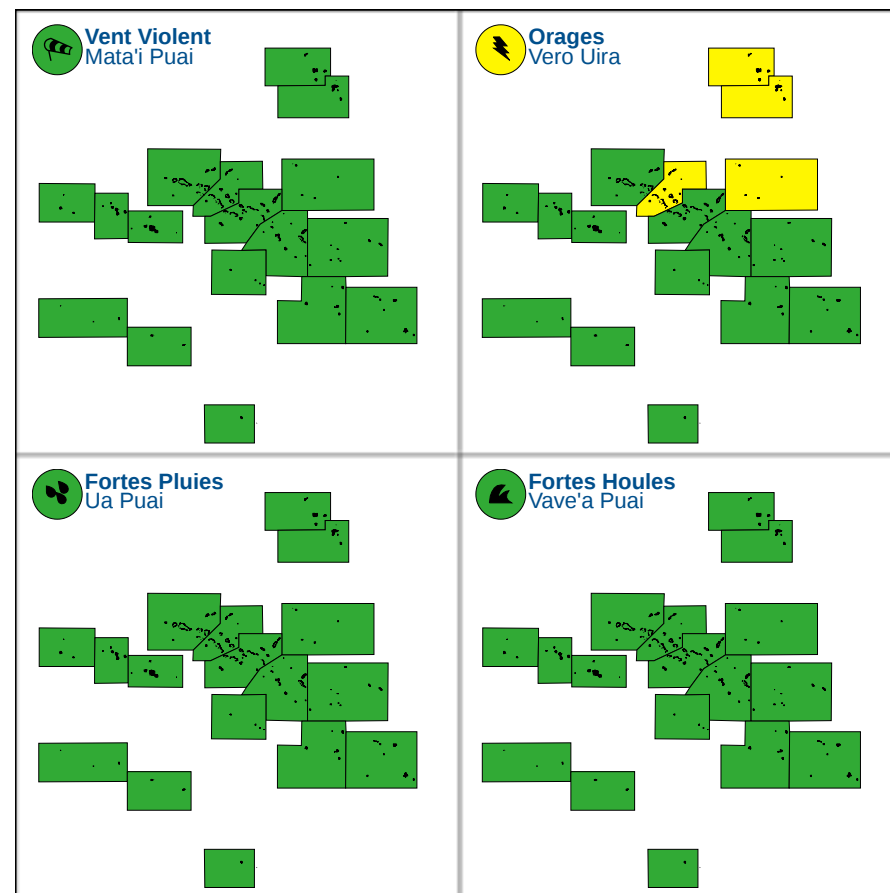 Vent Violent
Mata'i Puai
Orages
Vero Uira
Fortes Pluies
Ua Puai
Fortes Houles
Vave'a Puai